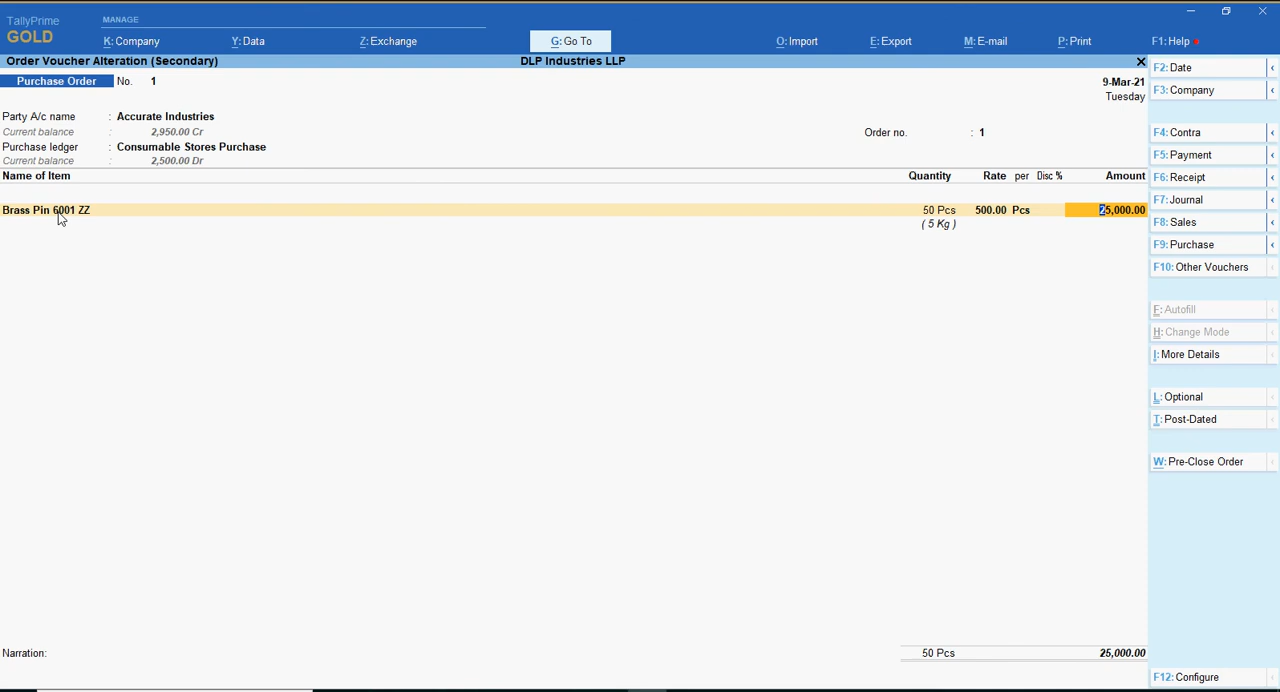 TallyPrime
GOLD
MANAGE
K: Company
Y: Data
Z: Exchange
G: Go To
O: Import
E: Export
M: E-mail
P: Print
F1: Help
Order Voucher Alteration (Secondary)
DLP Industries LLP
Purchase Order No. 1
9-Mar-21
Tuesday
Party A/c name : Accurate Industries
Current balance : 2,950.00 Cr
Order no. : 1
Purchase ledger : Consumable Stores Purchase
Current balance : 2,500.00 Dr
Name of Item Quantity Rate per Disc % Amount
Brass Pin 6001 ZZ 50 Pcs 500.00 Pcs 25,000.00
( 5 Kg )
Narration: 50 Pcs 25,000.00
F2: Date
F3: Company
F4: Contra
F5: Payment
F6: Receipt
F7: Journal
F8: Sales
F9: Purchase
F10: Other Vouchers
F: Autofill
H: Change Mode
I: More Details
L: Optional
T: Post-Dated
W: Pre-Close Order
F12: Configure